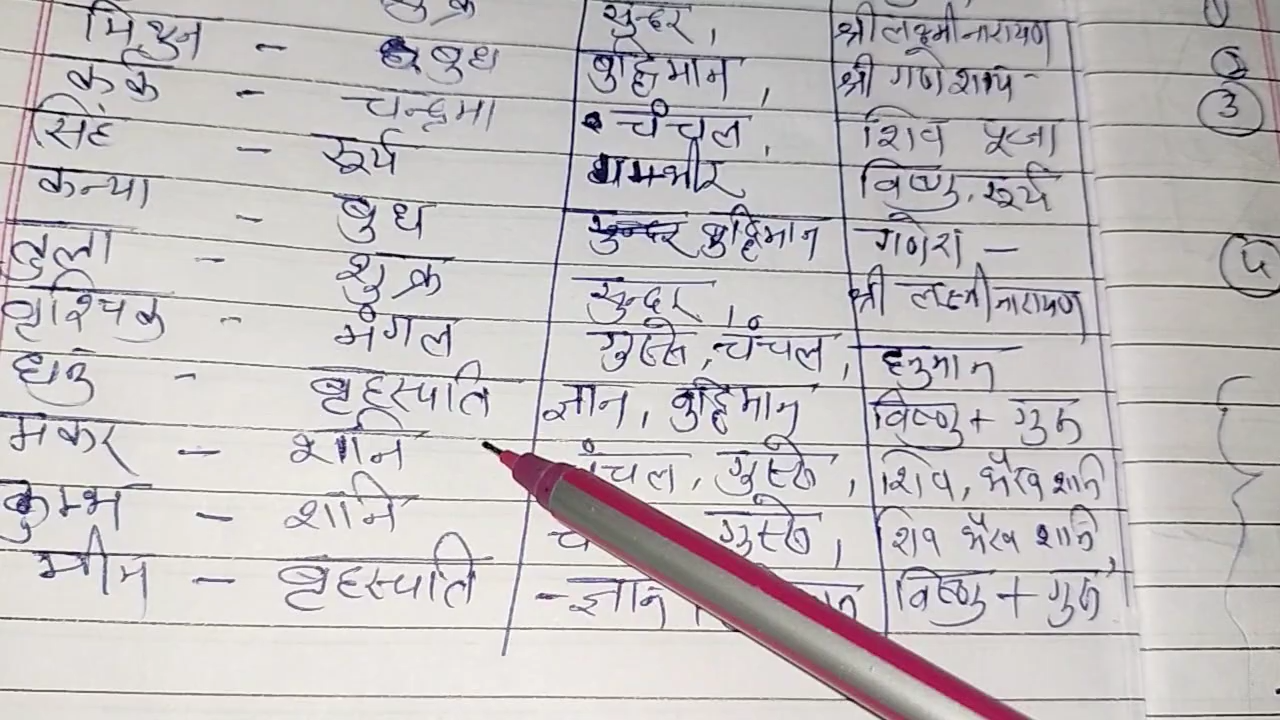 शुक्र सुन्दर, श्री लक्ष्मीनारायण
मिथुन - बुध बुद्धिमान, श्री गणेशाय -
कर्क - चन्द्रमा चंचल, शिव पूजा
सिंह - सूर्य गम्भीर विष्णु, सूर्य
कन्या - बुध सुन्दर बुद्धिमान गणेश -
तुला - शुक्र सुन्दर, श्री लक्ष्मीनारायण
वृश्चिक - मंगल गुस्से, चंचल, हनुमान
धनु - बृहस्पति ज्ञान, बुद्धिमान विष्णु + गुरु
मकर - शनि चंचल, गुस्से, शिव, भैरव शनि
कुम्भ - शनि गुस्से, शिव भैरव शनि,
मीन - बृहस्पति - ज्ञान विष्णु + गुरु
3